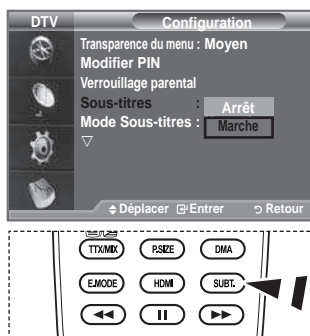 DTV Configuration
Transparence du menu : Moyen
Modifier PIN
Verrouillage parental
Sous-titres : Arrêt
Mode Sous-titres : Marche
Déplacer Entrer Retour
TTX/MIX P.SIZE DMA
E.MODE HDMI SUBT.